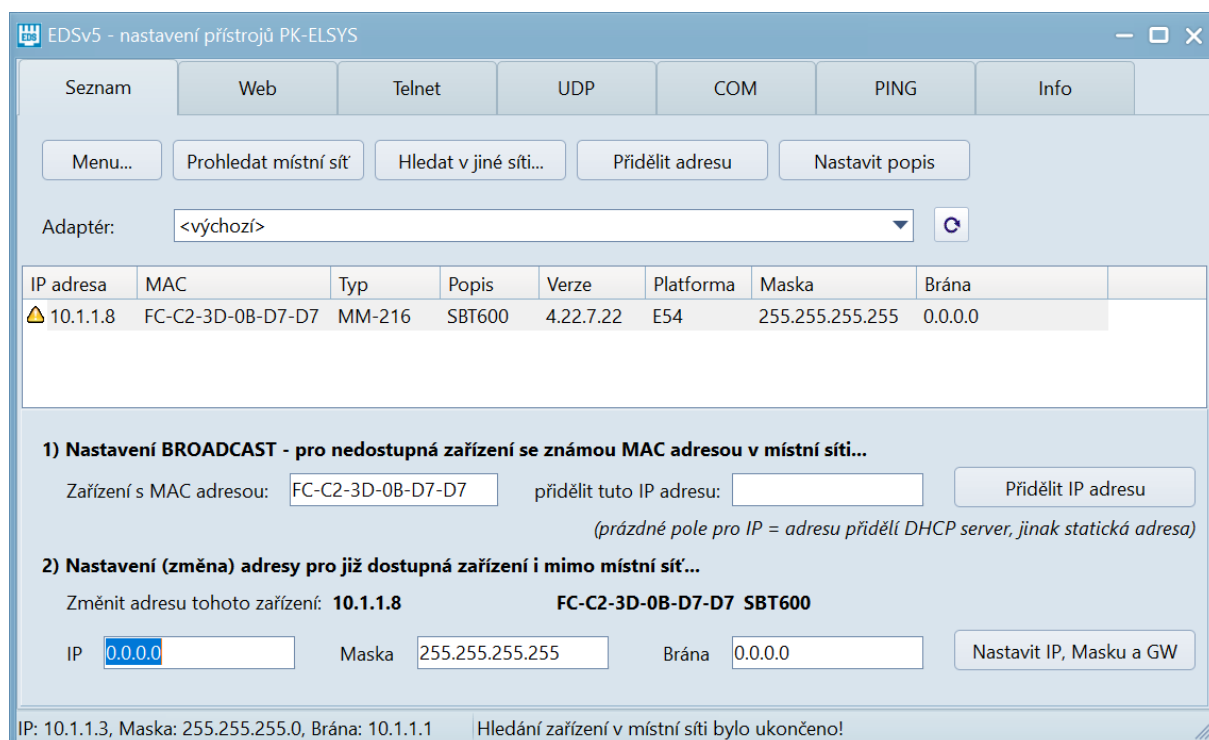 EDSv5 - nastavení přístrojů PK-ELSYS
Seznam Web Telnet UDP COM PING Info
Menu... Prohledat místní síť Hledat v jiné síti... Přidělit adresu Nastavit popis
Adaptér: <výchozí>
IP adresa MAC Typ Popis Verze Platforma Maska Brána
10.1.1.8 FC-C2-3D-0B-D7-D7 MM-216 SBT600 4.22.7.22 E54 255.255.255.255 0.0.0.0
1) Nastavení BROADCAST - pro nedostupná zařízení se známou MAC adresou v místní síti...
Zařízení s MAC adresou: FC-C2-3D-0B-D7-D7 přidělit tuto IP adresu: Přidělit IP adresu
(prázdné pole pro IP = adresu přidělí DHCP server, jinak statická adresa)
2) Nastavení (změna) adresy pro již dostupná zařízení i mimo místní síť...
Změnit adresu tohoto zařízení: 10.1.1.8 FC-C2-3D-0B-D7-D7 SBT600
IP 0.0.0.0 Maska 255.255.255.255 Brána 0.0.0.0 Nastavit IP, Masku a GW
IP: 10.1.1.3, Maska: 255.255.255.0, Brána: 10.1.1.1 Hledání zařízení v místní síti bylo ukončeno!